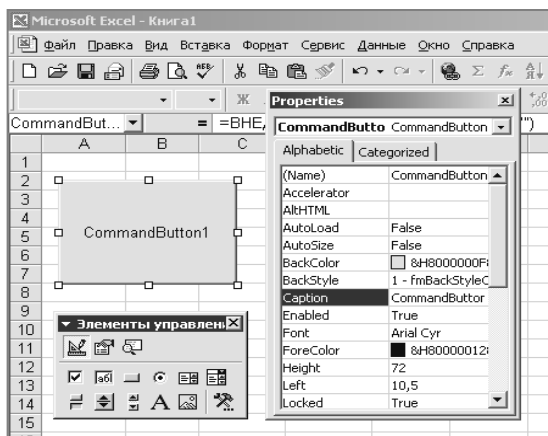 Microsoft Excel - Книга1
Файл Правка Вид Вставка Формат Сервис Данные Окно Справка
Ж
CommandBut... = =ВНЕ
")
A B C
1
2
3
4
5
6
7
8
9
10
11
12
13
14
15
CommandButton1
Элементы управлени
Properties
CommandButto CommandButton
Alphabetic Categorized
(Name) CommandButton
Accelerator
AltHTML
AutoLoad False
AutoSize False
BackColor &H8000000F
BackStyle 1 - fmBackStyle
Caption CommandButton
Enabled True
Font Arial Cyr
ForeColor &H80000012
Height 72
Left 10,5
Locked True